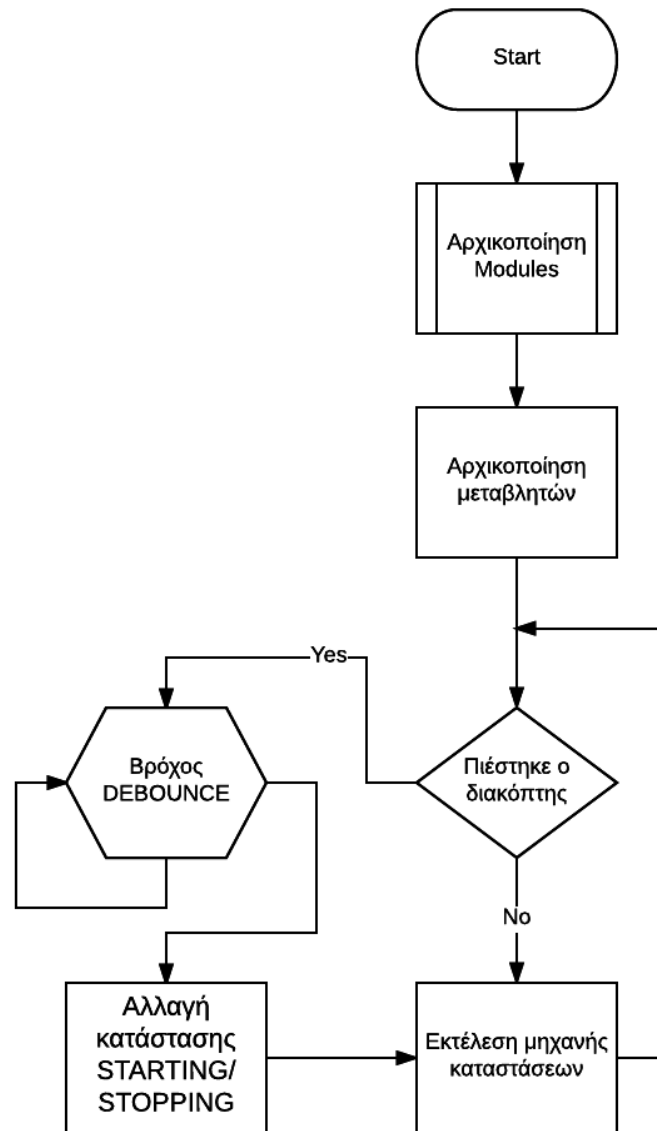 Start
Αρχικοποίηση
Modules
Αρχικοποίηση
μεταβλητών
Yes
Βρόχος
DEBOUNCE
Πιέστηκε ο
διακόπτης
No
Αλλαγή
κατάστασης
STARTING/
STOPPING
Εκτέλεση μηχανής
καταστάσεων